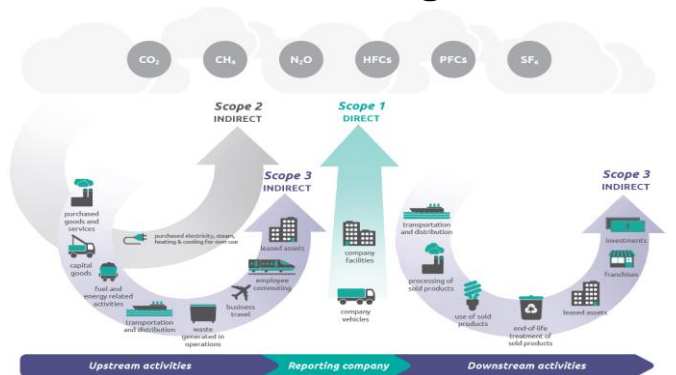 CO₂ CH₄ N₂O HFCs PFCs SF₆
Scope 2
INDIRECT
Scope 1
DIRECT
Scope 3
INDIRECT
Scope 3
INDIRECT
purchased
goods and
services
capital
goods
fuel and
energy related
activities
purchased electricity, steam,
heating & cooling for own use
transportation
and distribution
waste
generated in
operations
business
travel
employee
commuting
leased assets
company
facilities
company
vehicles
transportation
and distribution
processing of
sold products
use of sold
products
end-of-life
treatment of
sold products
leased assets
franchises
investments
Upstream activities
Reporting company
Downstream activities